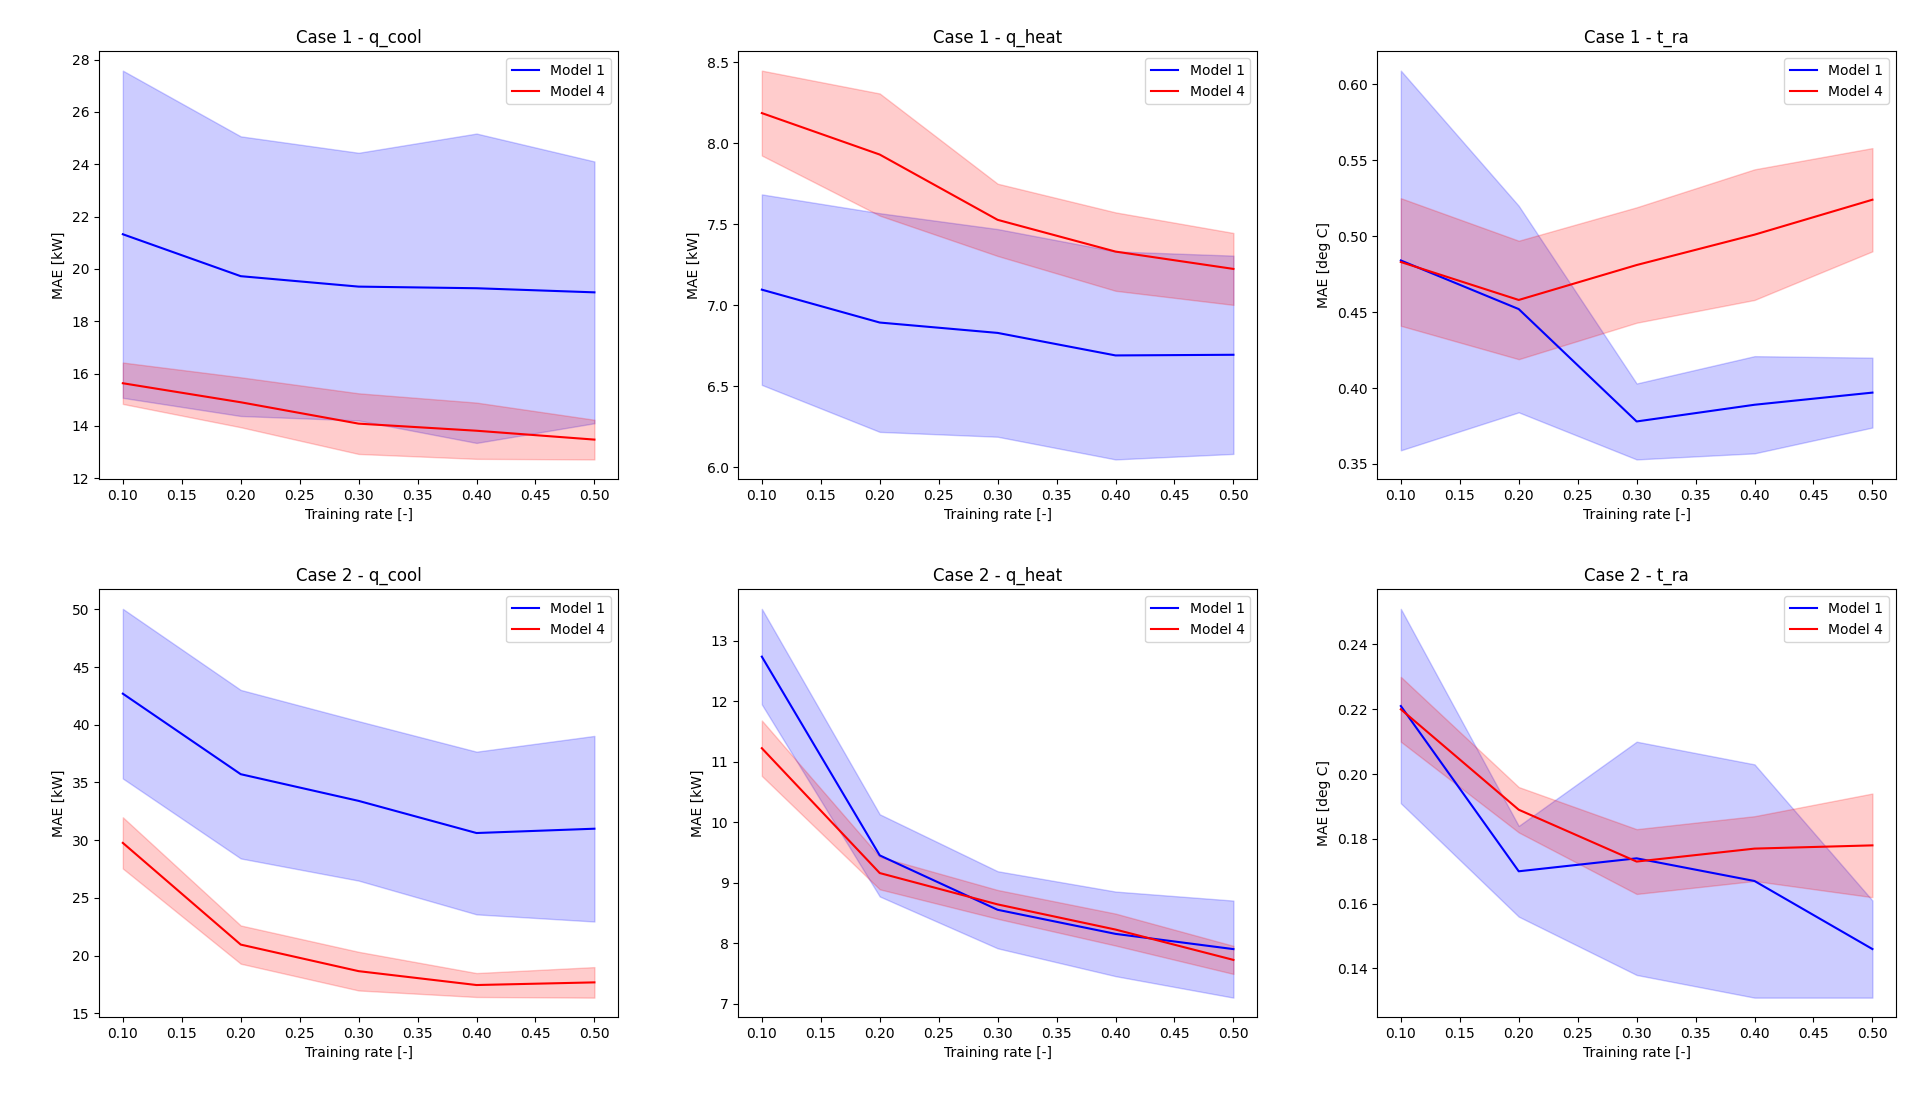 Case 1 - q_cool
MAE [kW]
28
26
24
22
20
18
16
14
12
Model 1
Model 4
0.10 0.15 0.20 0.25 0.30 0.35 0.40 0.45 0.50
Training rate [-]
Case 1 - q_heat
MAE [kW]
8.5
8.0
7.5
7.0
6.5
6.0
Model 1
Model 4
0.10 0.15 0.20 0.25 0.30 0.35 0.40 0.45 0.50
Training rate [-]
Case 1 - t_ra
MAE [deg C]
0.60
0.55
0.50
0.45
0.40
0.35
Model 1
Model 4
0.10 0.15 0.20 0.25 0.30 0.35 0.40 0.45 0.50
Training rate [-]
Case 2 - q_cool
MAE [kW]
50
45
40
35
30
25
20
15
Model 1
Model 4
0.10 0.15 0.20 0.25 0.30 0.35 0.40 0.45 0.50
Training rate [-]
Case 2 - q_heat
MAE [kW]
13
12
11
10
9
8
7
Model 1
Model 4
0.10 0.15 0.20 0.25 0.30 0.35 0.40 0.45 0.50
Training rate [-]
Case 2 - t_ra
MAE [deg C]
0.24
0.22
0.20
0.18
0.16
0.14
Model 1
Model 4
0.10 0.15 0.20 0.25 0.30 0.35 0.40 0.45 0.50
Training rate [-]